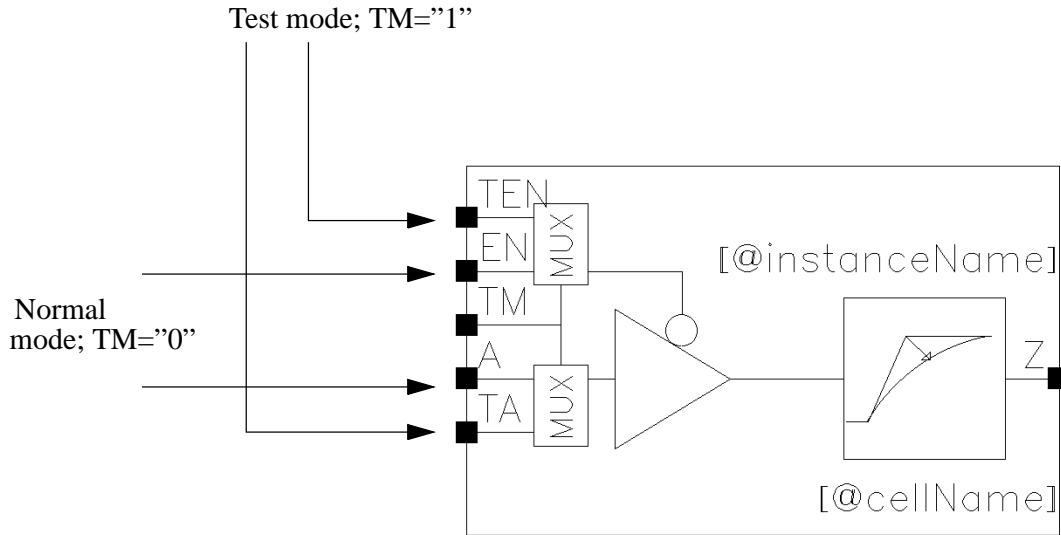 Test mode; TM=”1”
TEN
EN
TM
A
TA
MUX
MUX
Normal
mode; TM=”0”
[@instanceName]
Z
[@cellName]